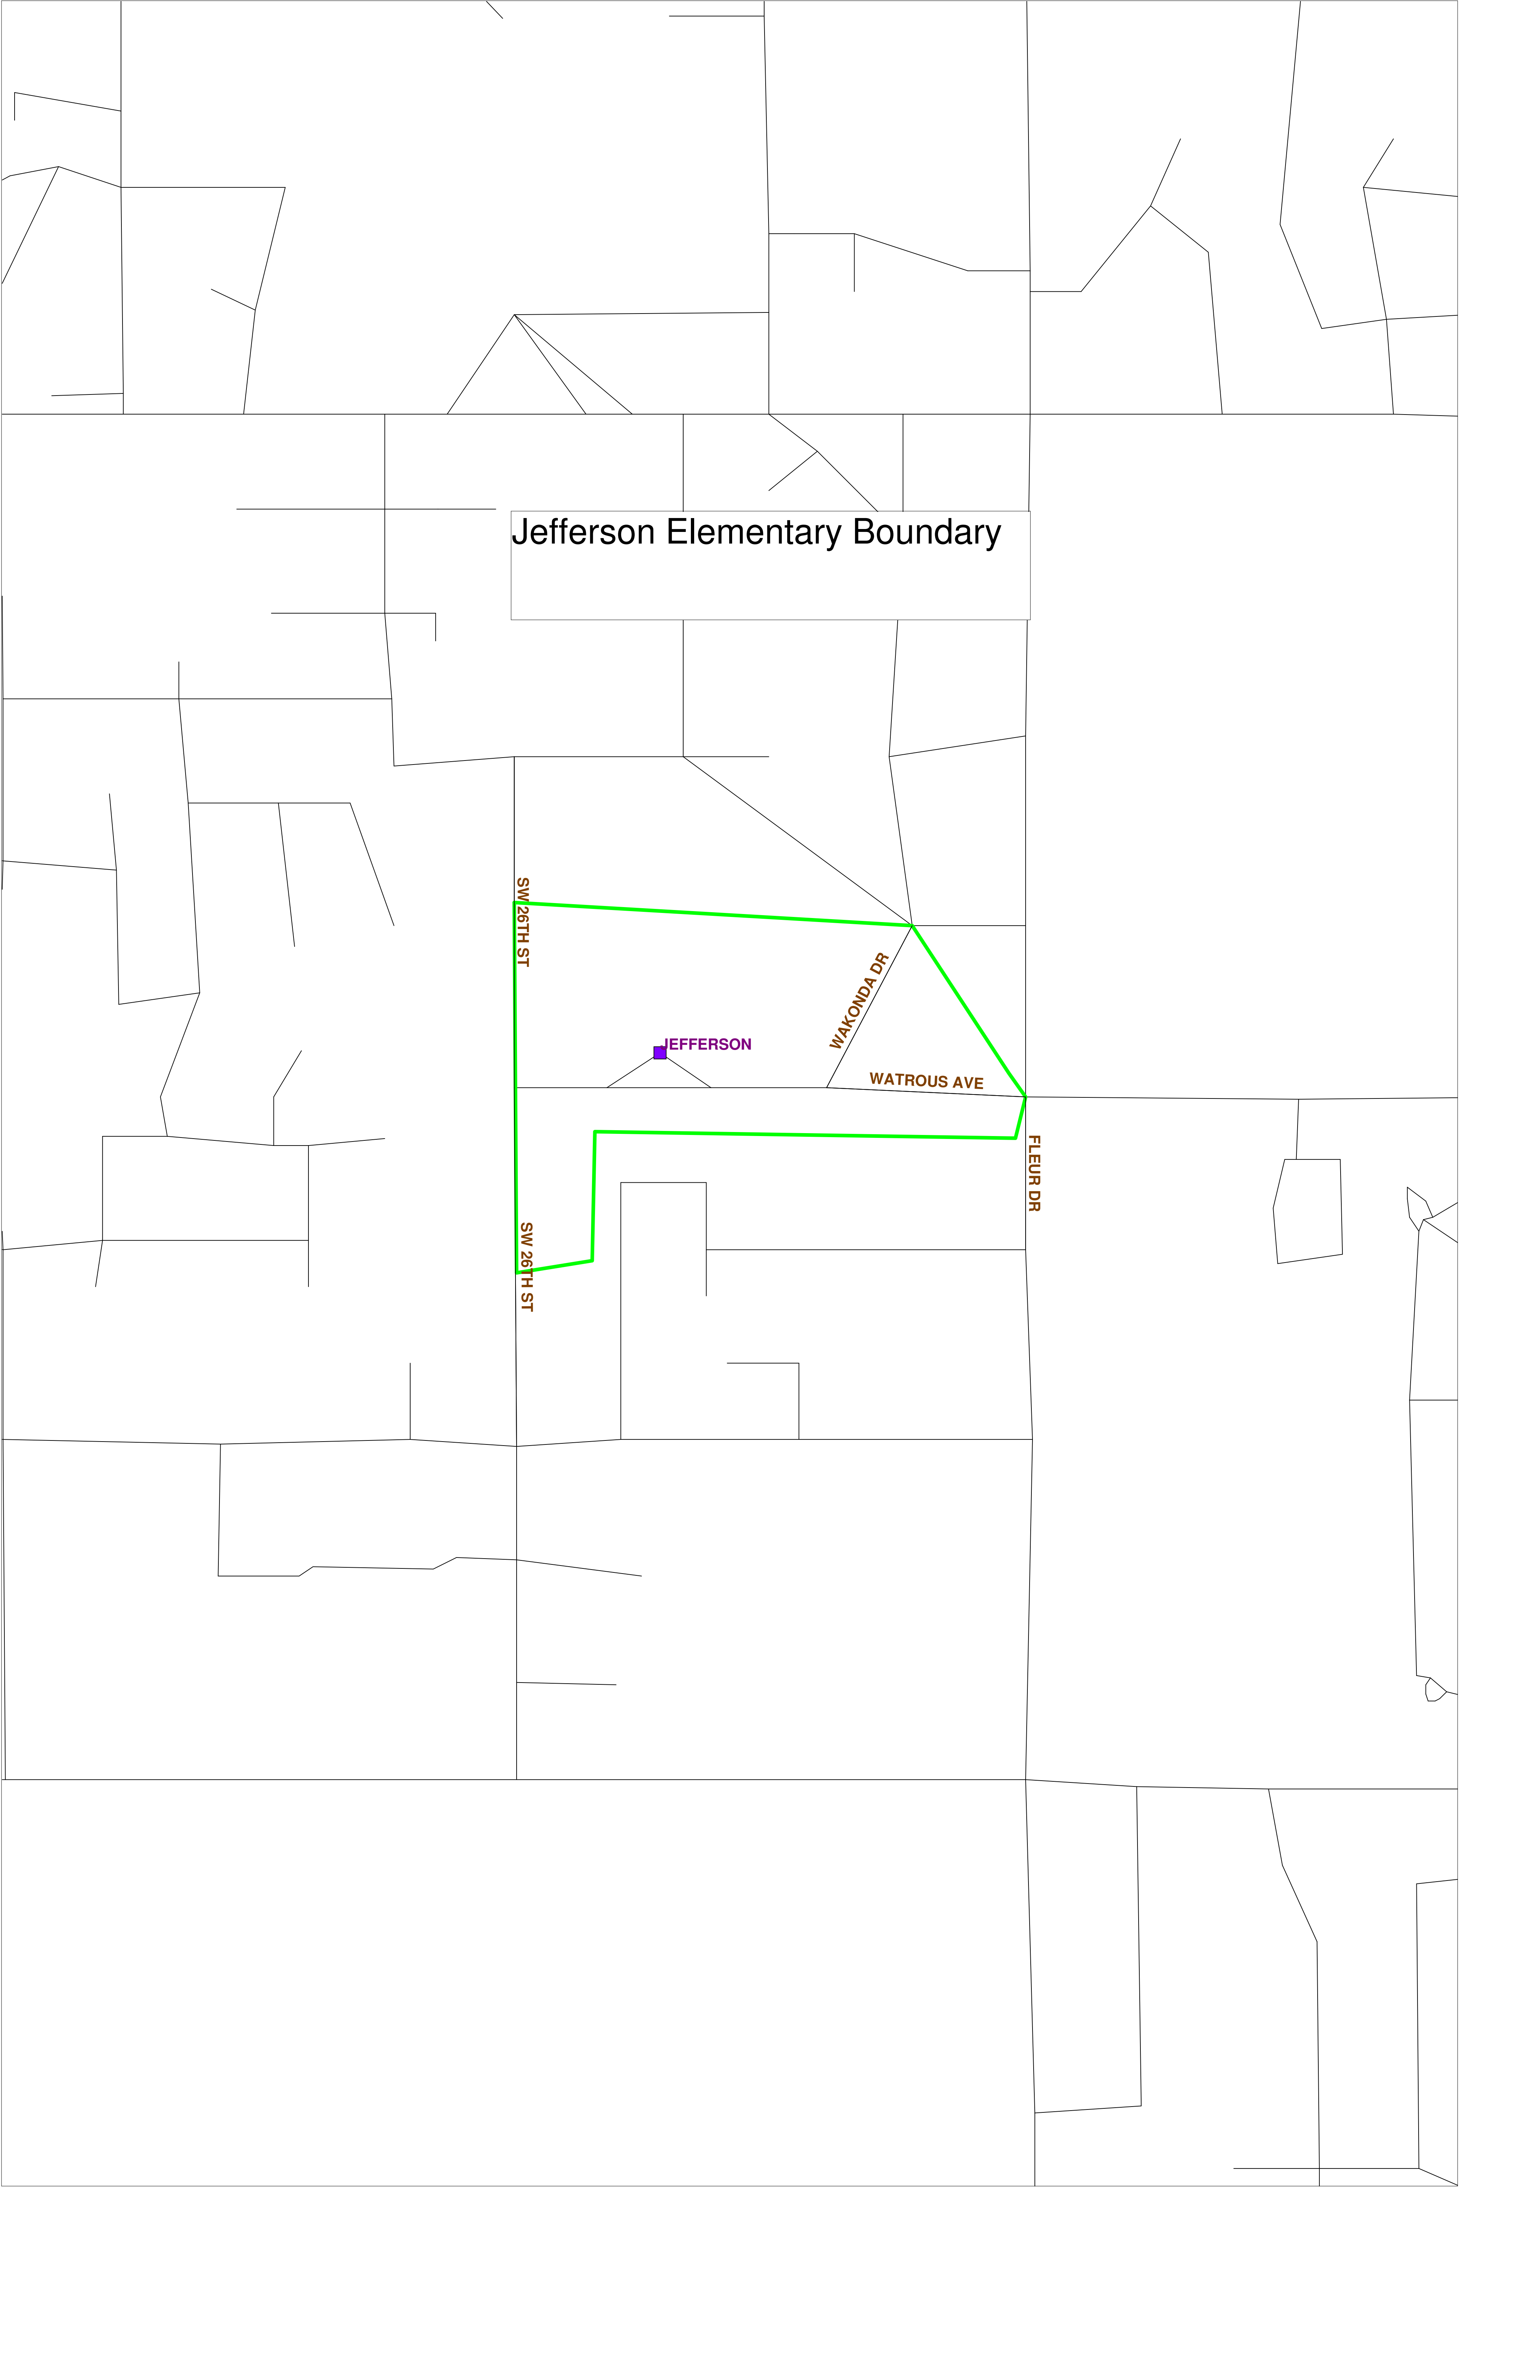 Jefferson Elementary Boundary
SW 26TH ST
WAKONDA DR
JEFFERSON
WATROUS AVE
FLEUR DR
SW 26TH ST